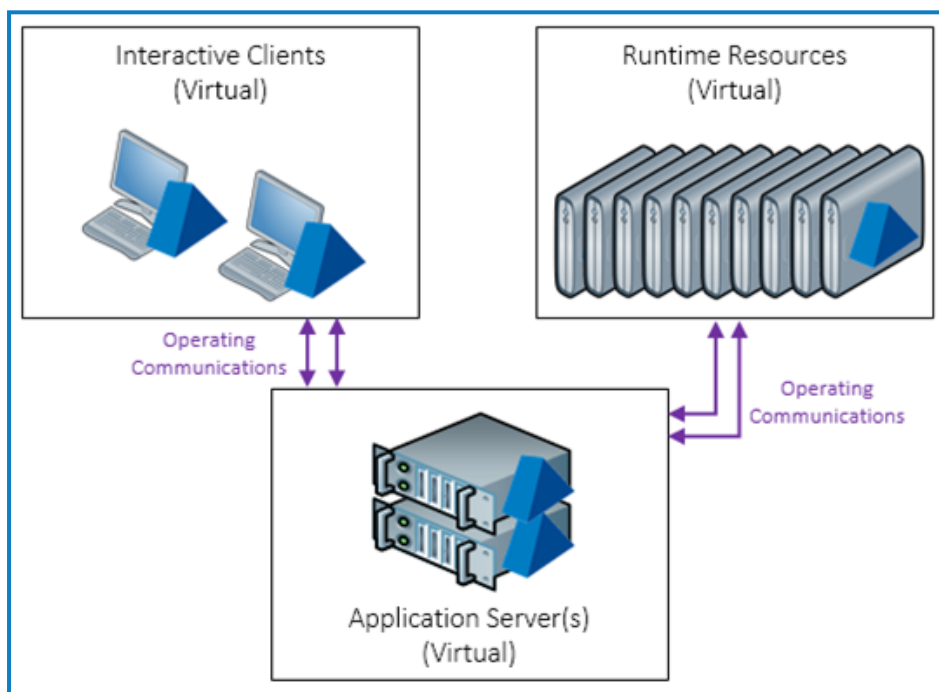 Interactive Clients
(Virtual)
Runtime Resources
(Virtual)
Operating
Communications
Operating
Communications
Application Server(s)
(Virtual)